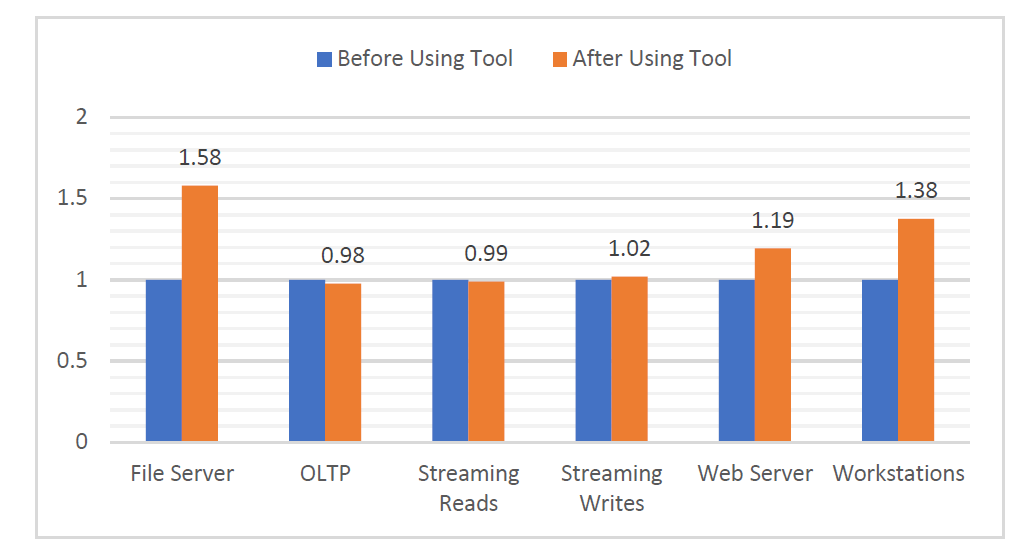 Before Using Tool After Using Tool
2
1.5
1
0.5
0
1.58
0.98
0.99
1.02
1.19
1.38
File Server
OLTP
Streaming
Reads
Streaming
Writes
Web Server
Workstations